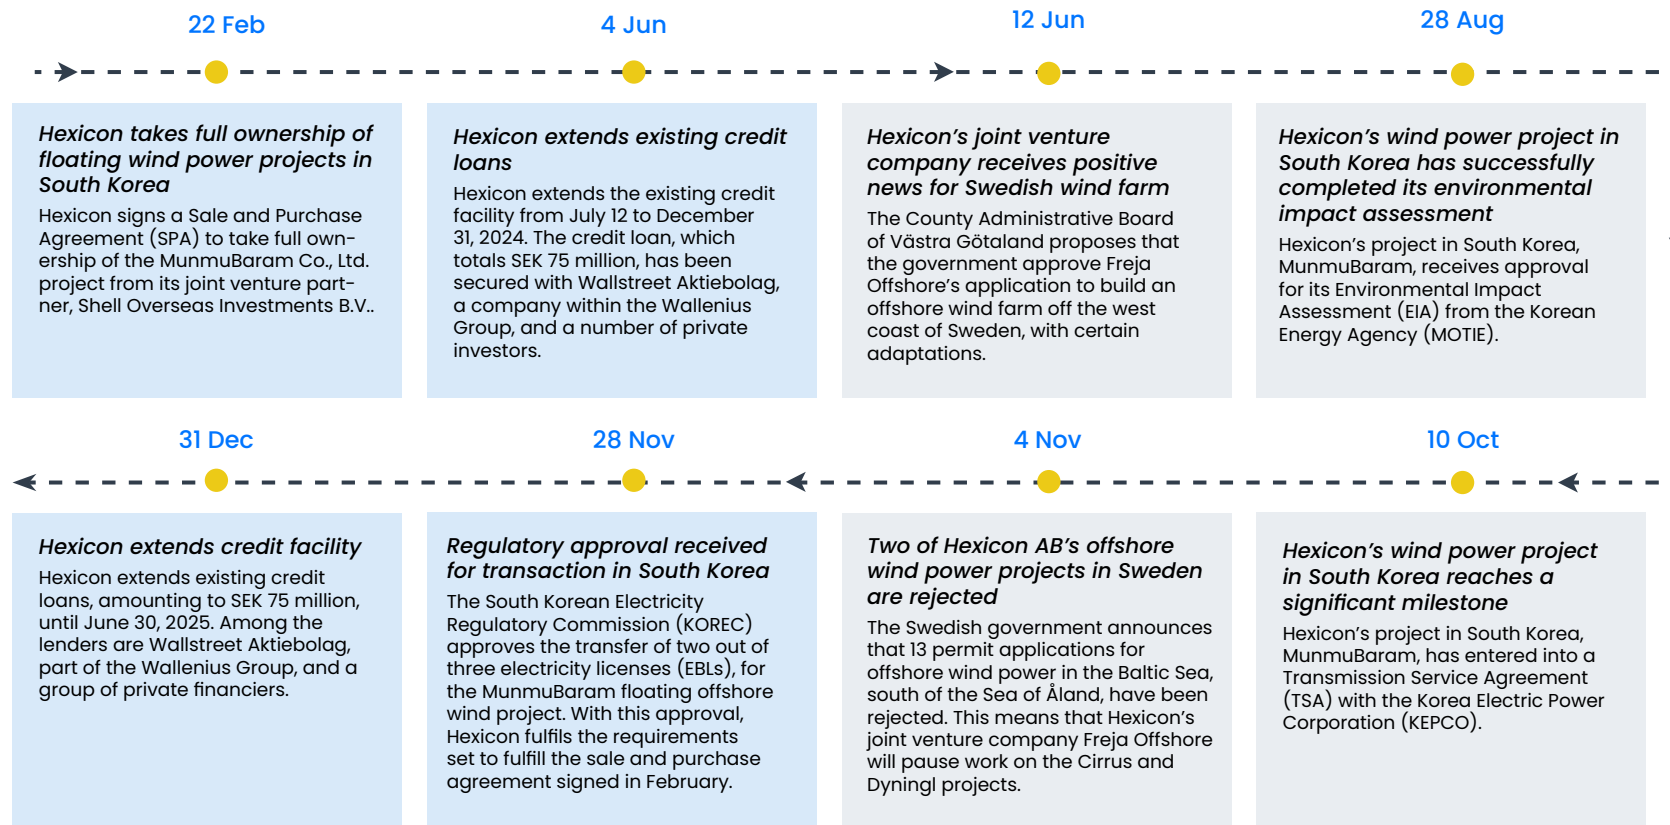 22 Feb
Hexicon takes full ownership of
floating wind power projects in
South Korea
Hexicon signs a Sale and Purchase
Agreement (SPA) to take full own-
ership of the MunmuBaram Co., Ltd.
project from its joint venture part-
ner, Shell Overseas Investments B.V..
4 Jun
Hexicon extends existing credit
loans
Hexicon extends the existing credit
facility from July 12 to December
31, 2024. The credit loan, which
totals SEK 75 million, has been
secured with Wallstreet Aktiebolag,
a company within the Wallenius
Group, and a number of private
investors.
12 Jun
Hexicon’s joint venture
company receives positive
news for Swedish wind farm
The County Administrative Board
of Västra Götaland proposes that
the government approve Freja
Offshore’s application to build an
offshore wind farm off the west
coast of Sweden, with certain
adaptations.
28 Aug
Hexicon’s wind power project in
South Korea has successfully
completed its environmental
impact assessment
Hexicon’s project in South Korea,
MunmuBaram, receives approval
for its Environmental Impact
Assessment (EIA) from the Korean
Energy Agency (MOTIE).
10 Oct
Hexicon’s wind power project
in South Korea reaches a
significant milestone
Hexicon’s project in South Korea,
MunmuBaram, has entered into a
Transmission Service Agreement
(TSA) with the Korea Electric Power
Corporation (KEPCO).
4 Nov
Two of Hexicon AB’s offshore
wind power projects in Sweden
are rejected
The Swedish government announces
that 13 permit applications for
offshore wind power in the Baltic Sea,
south of the Sea of Åland, have been
rejected. This means that Hexicon’s
joint venture company Freja Offshore
will pause work on the Cirrus and
Dyningl projects.
28 Nov
Regulatory approval received
for transaction in South Korea
The South Korean Electricity
Regulatory Commission (KOREC)
approves the transfer of two out of
three electricity licenses (EBLs), for
the MunmuBaram floating offshore
wind project. With this approval,
Hexicon fulfils the requirements
set to fulfill the sale and purchase
agreement signed in February.
31 Dec
Hexicon extends credit facility
Hexicon extends existing credit
loans, amounting to SEK 75 million,
until June 30, 2025. Among the
lenders are Wallstreet Aktiebolag,
part of the Wallenius Group, and a
group of private financiers.